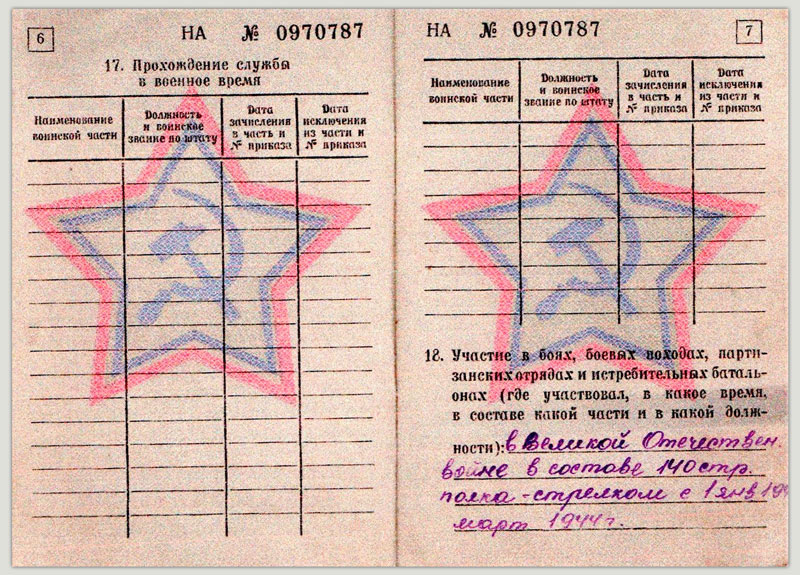 6
НА № 0970787
17. Прохождение службы
в военное время
Наименование
воинской части
Должность
и воинское
звание по штату
Дата
зачисления
в часть и
№ приказа
Дата
исключения
из части и
№ приказа
НА № 0970787
7
Наименование
воинской части
Должность
и воинское
звание по штату
Дата
зачисления
в часть и
№ приказа
Дата
исключения
из части и
№ приказа
18. Участие в боях, боевых походах, парти-
занских отрядах и истребительных баталь-
онах (где участвовал, в какое время,
в составе какой части и в какой долж-
ности): в Великой Отечествен.
войне в составе 140 стр.
полка - стрелком с 1 янв
март 1944 г.